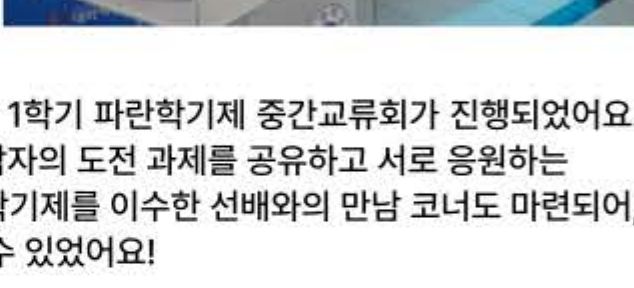 1학기 파란학기제 중간교류회가 진행되었어요
각자의 도전 과제를 공유하고 서로 응원하는
학기제를 이수한 선배와의 만남 코너도 마련되어,
수 있었어요!